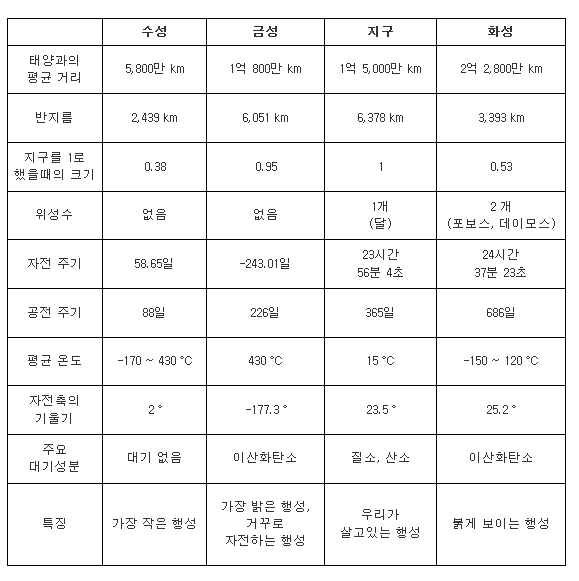 수성 금성 지구 화성
태양과의
평균 거리
5,800만 km 1억 800만 km 1억 5,000만 km 2억 2,800만 km
반지름 2,439 km 6,051 km 6,378 km 3,393 km
지구를 1로
했을때의 크기
0.38 0.95 1 0.53
위성수 없음 없음
1개
(달)
2 개
(포보스, 데이모스)
자전 주기 58.65일 -243.01일
23시간
56분 4초
24시간
37분 23초
공전 주기 88일 226일 365일 686일
평균 온도 -170 ~ 430 °C 430 °C 15 °C -150 ~ 120 °C
자전축의
기울기
2 ° -177.3 ° 23.5 ° 25.2 °
주요
대기성분
대기 없음 이산화탄소 질소, 산소 이산화탄소
특징 가장 작은 행성
가장 밝은 행성,
거꾸로
자전하는 행성
우리가
살고있는 행성
붉게 보이는 행성